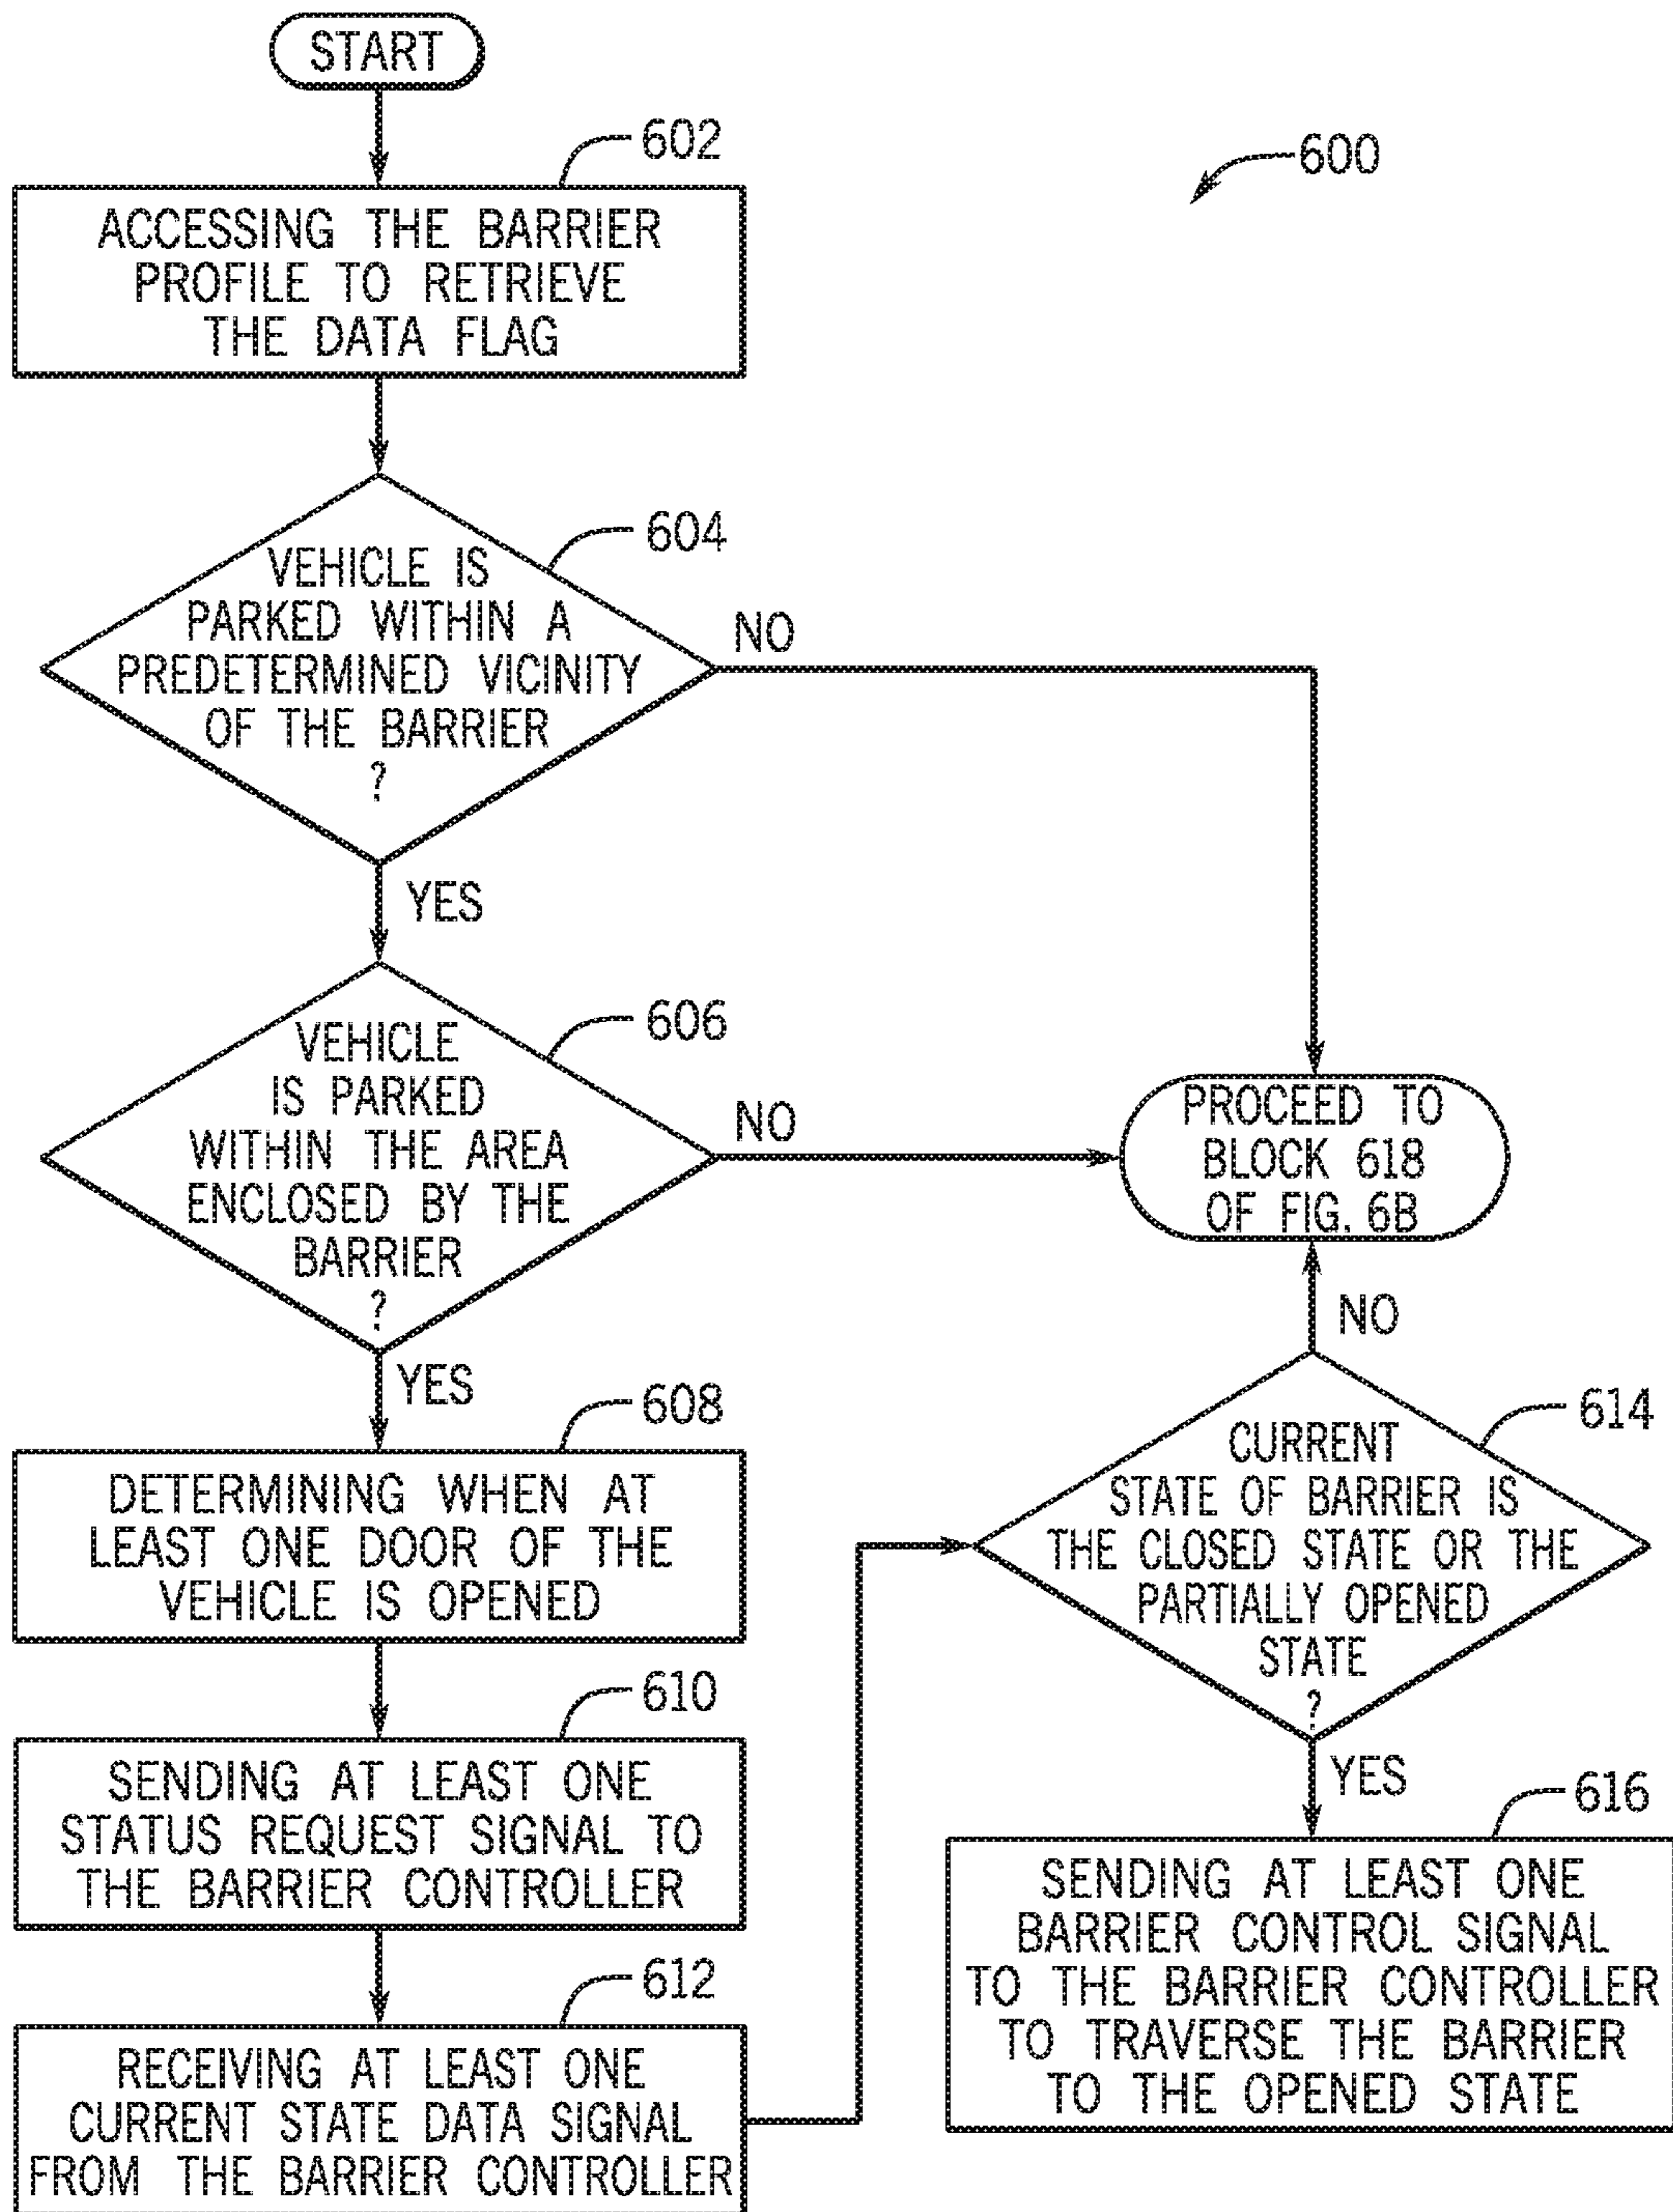 START
602
600
ACCESSING THE BARRIER
PROFILE TO RETRIEVE
THE DATA FLAG
604
VEHICLE IS
PARKED WITHIN A
PREDETERMINED VICINITY
OF THE BARRIER
?
NO
YES
606
VEHICLE
IS PARKED
WITHIN THE AREA
ENCLOSED BY THE
BARRIER
?
NO
YES
PROCEED TO
BLOCK 618
OF FIG. 6B
608
DETERMINING WHEN AT
LEAST ONE DOOR OF THE
VEHICLE IS OPENED
610
SENDING AT LEAST ONE
STATUS REQUEST SIGNAL TO
THE BARRIER CONTROLLER
612
RECEIVING AT LEAST ONE
CURRENT STATE DATA SIGNAL
FROM THE BARRIER CONTROLLER
NO
614
CURRENT
STATE OF BARRIER IS
THE CLOSED STATE OR THE
PARTIALLY OPENED
STATE
?
YES
616
SENDING AT LEAST ONE
BARRIER CONTROL SIGNAL
TO THE BARRIER CONTROLLER
TO TRAVERSE THE BARRIER
TO THE OPENED STATE